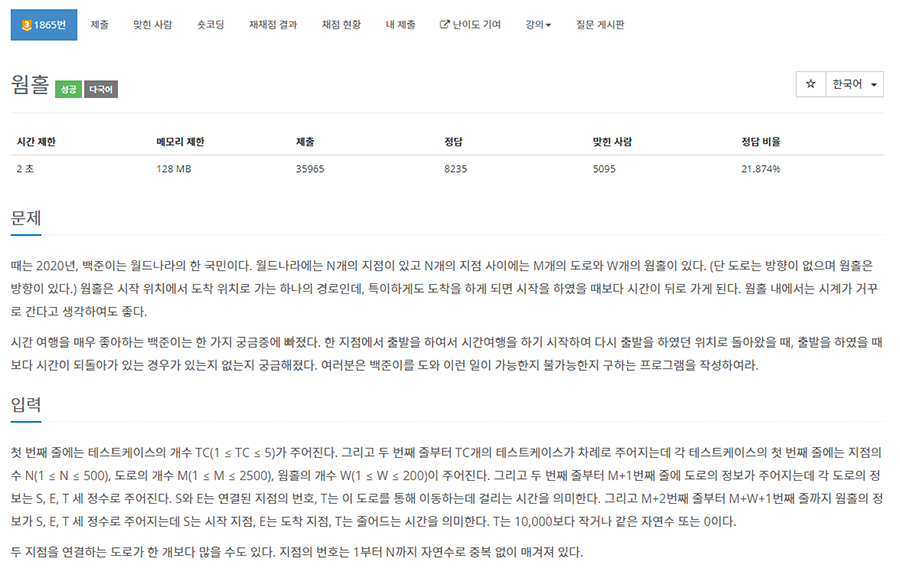 3 1865번 제출 맞힌 사람 숏코딩 재채점 결과 채점 현황 내 제출 난이도 기여 강의 질문 게시판
웜홀 성공 다국어 한국어
시간 제한 메모리 제한 제출 정답 맞힌 사람 정답 비율
2 초 128 MB 35965 8235 5095 21.874%
문제
때는 2020년, 백준이는 월드나라의 한 국민이다. 월드나라에는 N개의 지점이 있고 N개의 지점 사이에는 M개의 도로와 W개의 웜홀이 있다. (단 도로는 방향이 없으며 웜홀은
방향이 있다.) 웜홀은 시작 위치에서 도착 위치로 가는 하나의 경로인데, 특이하게도 도착을 하게 되면 시작을 하였을 때보다 시간이 뒤로 가게 된다. 웜홀 내에서는 시계가 거꾸
로 간다고 생각하여도 좋다.
시간 여행을 매우 좋아하는 백준이는 한 가지 궁금증에 빠졌다. 한 지점에서 출발을 하여서 시간여행을 하기 시작하여 다시 출발을 하였던 위치로 돌아왔을 때, 출발을 하였을 때
보다 시간이 되돌아가 있는 경우가 있는지 없는지 궁금해졌다. 여러분은 백준이를 도와 이런 일이 가능한지 불가능한지 구하는 프로그램을 작성하여라.
입력
첫 번째 줄에는 테스트케이스의 개수 TC(1 ≤ TC ≤ 5)가 주어진다. 그리고 두 번째 줄부터 TC개의 테스트케이스가 차례로 주어지는데 각 테스트케이스의 첫 번째 줄에는 지점의
수 N(1 ≤ N ≤ 500), 도로의 개수 M(1 ≤ M ≤ 2500), 웜홀의 개수 W(1 ≤ W ≤ 200)이 주어진다. 그리고 두 번째 줄부터 M+1번째 줄에 도로의 정보가 주어지는데 각 도로의 정
보는 S, E, T 세 정수로 주어진다. S와 E는 연결된 지점의 번호, T는 이 도로를 통해 이동하는데 걸리는 시간을 의미한다. 그리고 M+2번째 줄부터 M+W+1번째 줄까지 웜홀의 정
보가 S, E, T 세 정수로 주어지는데 S는 시작 지점, E는 도착 지점, T는 줄어드는 시간을 의미한다. T는 10,000보다 작거나 같은 자연수 또는 0이다.
두 지점을 연결하는 도로가 한 개보다 많을 수도 있다. 지점의 번호는 1부터 N까지 자연수로 중복 없이 매겨져 있다.